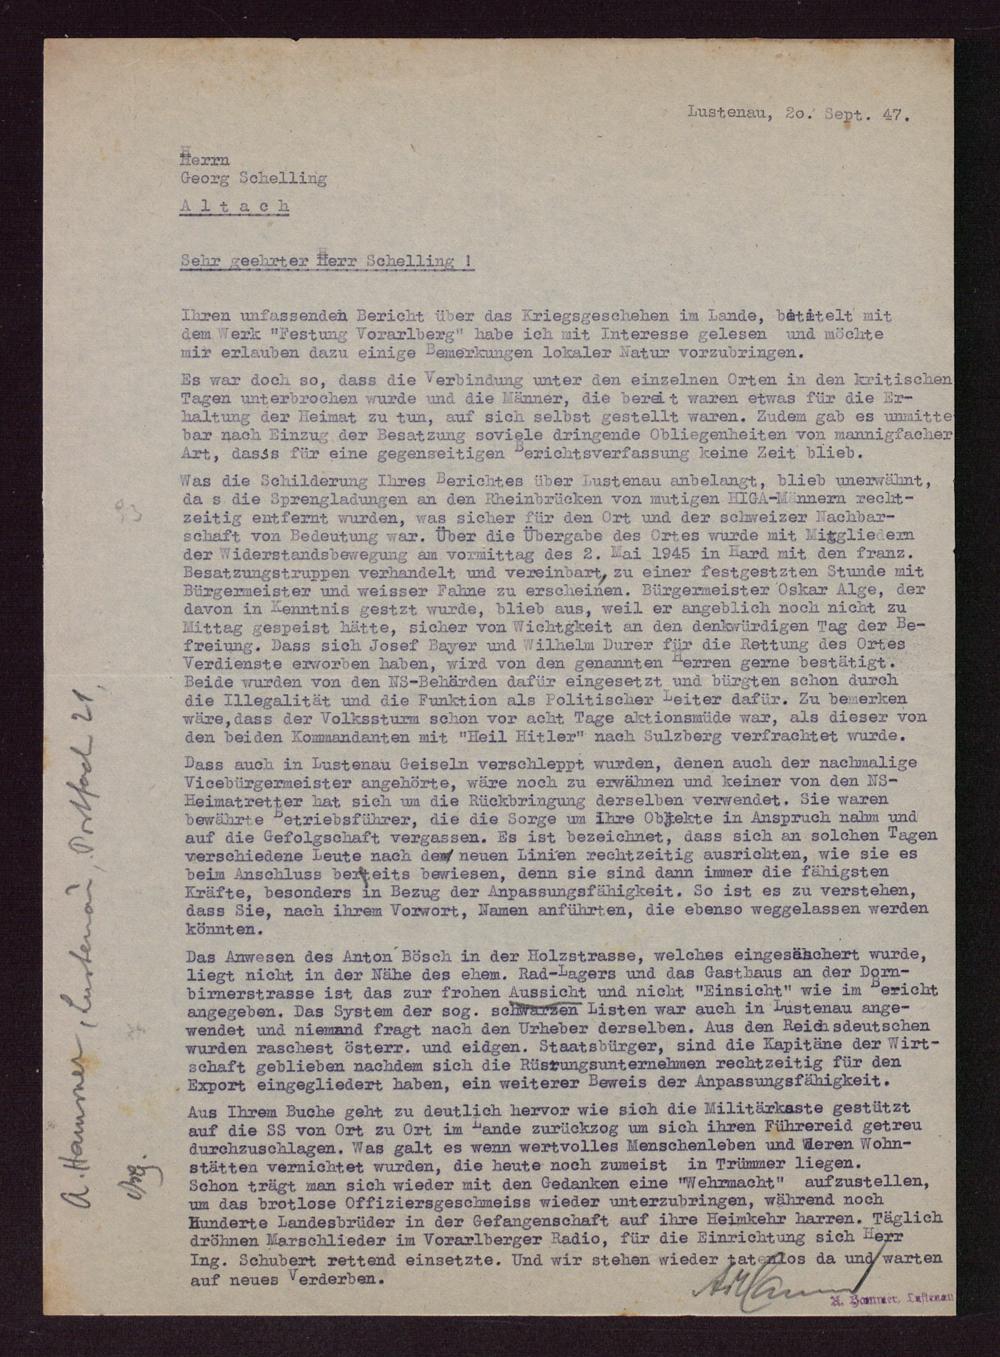 Lustenau, 2o. Sept. 47.
Herrn
Georg Schelling
A l t a c h
Sehr geehrter Herr Schelling !
Ihren unfassenden Bericht über das Kriegsgeschehen im Lande, betitelt mit
dem Werk "Festung Vorarlberg" habe ich mit Interesse gelesen und möchte
mir erlauben dazu einige Bemerkungen lokaler Natur vorzubringen.
Es war doch so, dass die Verbindung unter den einzelnen Orten in den kritischen
Tagen unterbrochen wurde und die Männer, die bereit waren etwas für die Er-
haltung der Heimat zu tun, auf sich selbst gestellt waren. Zudem gab es unmitte
bar nach Einzug der Besatzung soviele dringende Obliegenheiten von mannigfacher
Art, dasss für eine gegenseitigen Berichtsverfassung keine Zeit blieb.
Was die Schilderung Ihres Berichtes über Lustenau anbelangt, blieb unerwähnt,
da s die Sprengladungen an den Rheinbrücken von mutigen HIGA-Männern recht-
zeitig entfernt wurden, was sicher für den Ort und der schweizer Nachbar-
schaft von Bedeutung war. Über die Übergabe des Ortes wurde mit Mitgliedern
der Widerstandsbewegung am vormittag des 2. Mai 1945 in Hard mit den franz.
Besatzungstruppen verhandelt und vereinbart, zu einer festgestzten Stunde mit
Bürgermeister und weisser Fahne zu erscheinen. Bürgermeister Oskar Alge, der
davon in Kenntnis gestzt wurde, blieb aus, weil er angeblich noch nicht zu
Mittag gespeist hätte, sicher von Wichtgkeit an den denkwürdigen Tag der Be-
freiung. Dass sich Josef Bayer und Wilhelm Durer für die Rettung des Ortes
Verdienste erworben haben, wird von den genannten Herren gerne bestätigt.
Beide wurden von den NS-Behärden dafür eingesetzt und bürgten schon durch
die Illegalität und die Funktion als Politischer Leiter dafür. Zu bemerken
wäre, dass der Volkssturm schon vor acht Tage aktionsmüde war, als dieser von
den beiden Kommandanten mit "Heil Hitler" nach Sulzberg verfrachtet wurde.
Dass auch in Lustenau Geiseln verschleppt wurden, denen auch der nachmalige
Vicebürgermeister angehörte, wäre noch zu erwähnen und keiner von den NS-
Heimatretter hat sich um die Rückbringung derselben verwendet. Sie waren
bewährte Betriebsführer, die die Sorge um ihre Objekte in Anspruch nahm und
auf die Gefolgschaft vergassen. Es ist bezeichnet, dass sich an solchen Tagen
verschiedene Leute nach den neuen Linien rechtzeitig ausrichten, wie sie es
beim Anschluss bereits bewiesen, denn sie sind dann immer die fähigsten
Kräfte, besonders in Bezug der Anpassungsfähigkeit. So ist es zu verstehen,
dass Sie, nach ihrem Vorwort, Namen anführten, die ebenso weggelassen werden
könnten.
Das Anwesen des Anton Bösch in der Holzstrasse, welches eingesächert wurde,
liegt nicht in der Nähe des ehem. Rad-Lagers und das Gasthaus an der Dorn-
birnerstrasse ist das zur frohen Aussicht und nicht "Einsicht" wie im Bericht
angegeben. Das System der sog. schwarzen Listen war auch in Lustenau ange-
wendet und niemand fragt nach den Urheber derselben. Aus den Reichsdeutschen
wurden raschest österr. und eidgen. Staatsbürger, sind die Kapitäne der Wirt-
schaft geblieben nachdem sich die Rüstrungsunternehmen rechtzeitig für den
Export eingegliedert haben, ein weiterer Beweis der Anpassungsfähigkeit.
Aus Ihrem Buche geht zu deutlich hervor wie sich die Militärkaste gestützt
auf die SS von Ort zu Ort im Lande zurückzog um sich ihren Führereid getreu
durchzuschlagen. Was galt es wenn wertvolles Menschenleben und deren Wohn-
stätten vernichtet wurden, die heute noch zumeist in Trümmer liegen.
Schon trägt man sich wieder mit den Gedanken eine "Wehrmacht" aufzustellen,
um das brotlose Offiziersgeschmeiss wieder unterzubringen, während noch
Hunderte Landesbrüder in der Gefangenschaft auf ihre Heimkehr harren. Täglich
dröhnen Marschlieder im Vorarlberger Radio, für die Einrichtung sich Herr
Ing. Schubert rettend einsetzte. Und wir stehen wieder tatenlos da und warten
auf neues Verderben.
A. Hammer, Lustenau
A. Hammer, Lustenau, Postfach 21,